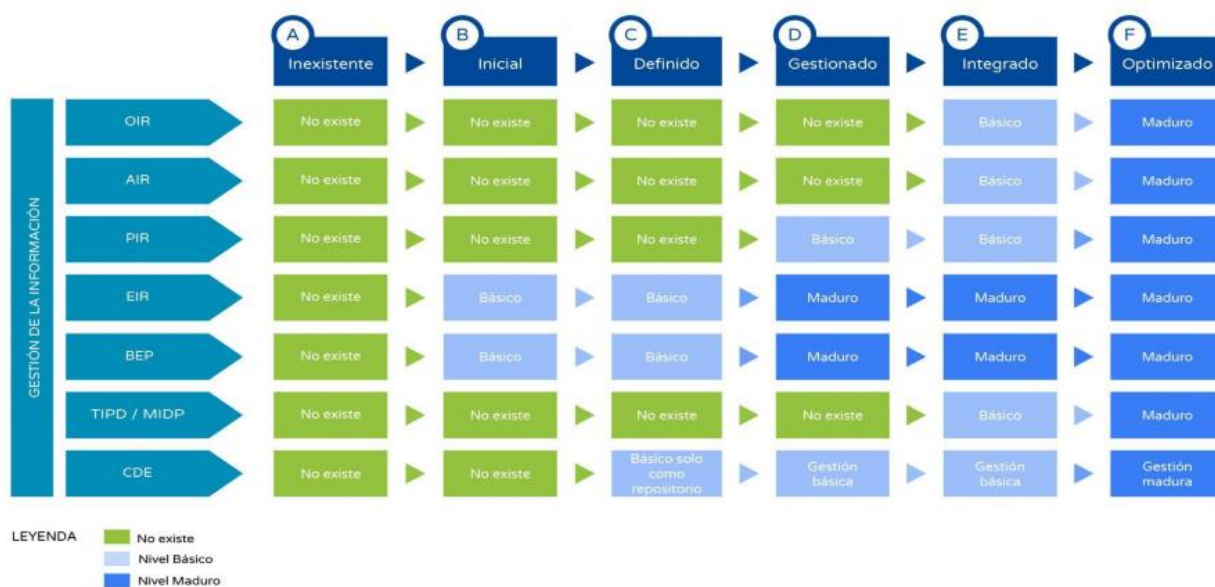 A B C D E F
Inexistente Inicial Definido Gestionado Integrado Optimizado
GESTIÓN DE LA INFORMACIÓN
OIR No existe No existe No existe No existe Básico Maduro
AIR No existe No existe No existe No existe Básico Maduro
PIR No existe No existe No existe Básico Básico Maduro
EIR No existe Básico Básico Maduro Maduro Maduro
BEP No existe Básico Básico Maduro Maduro Maduro
TIPD / MIDP No existe No existe No existe No existe Básico Maduro
CDE No existe No existe Básico solo como repositorio Gestión básica Gestión básica Gestión madura
LEYENDA
No existe
Nivel Básico
Nivel Maduro